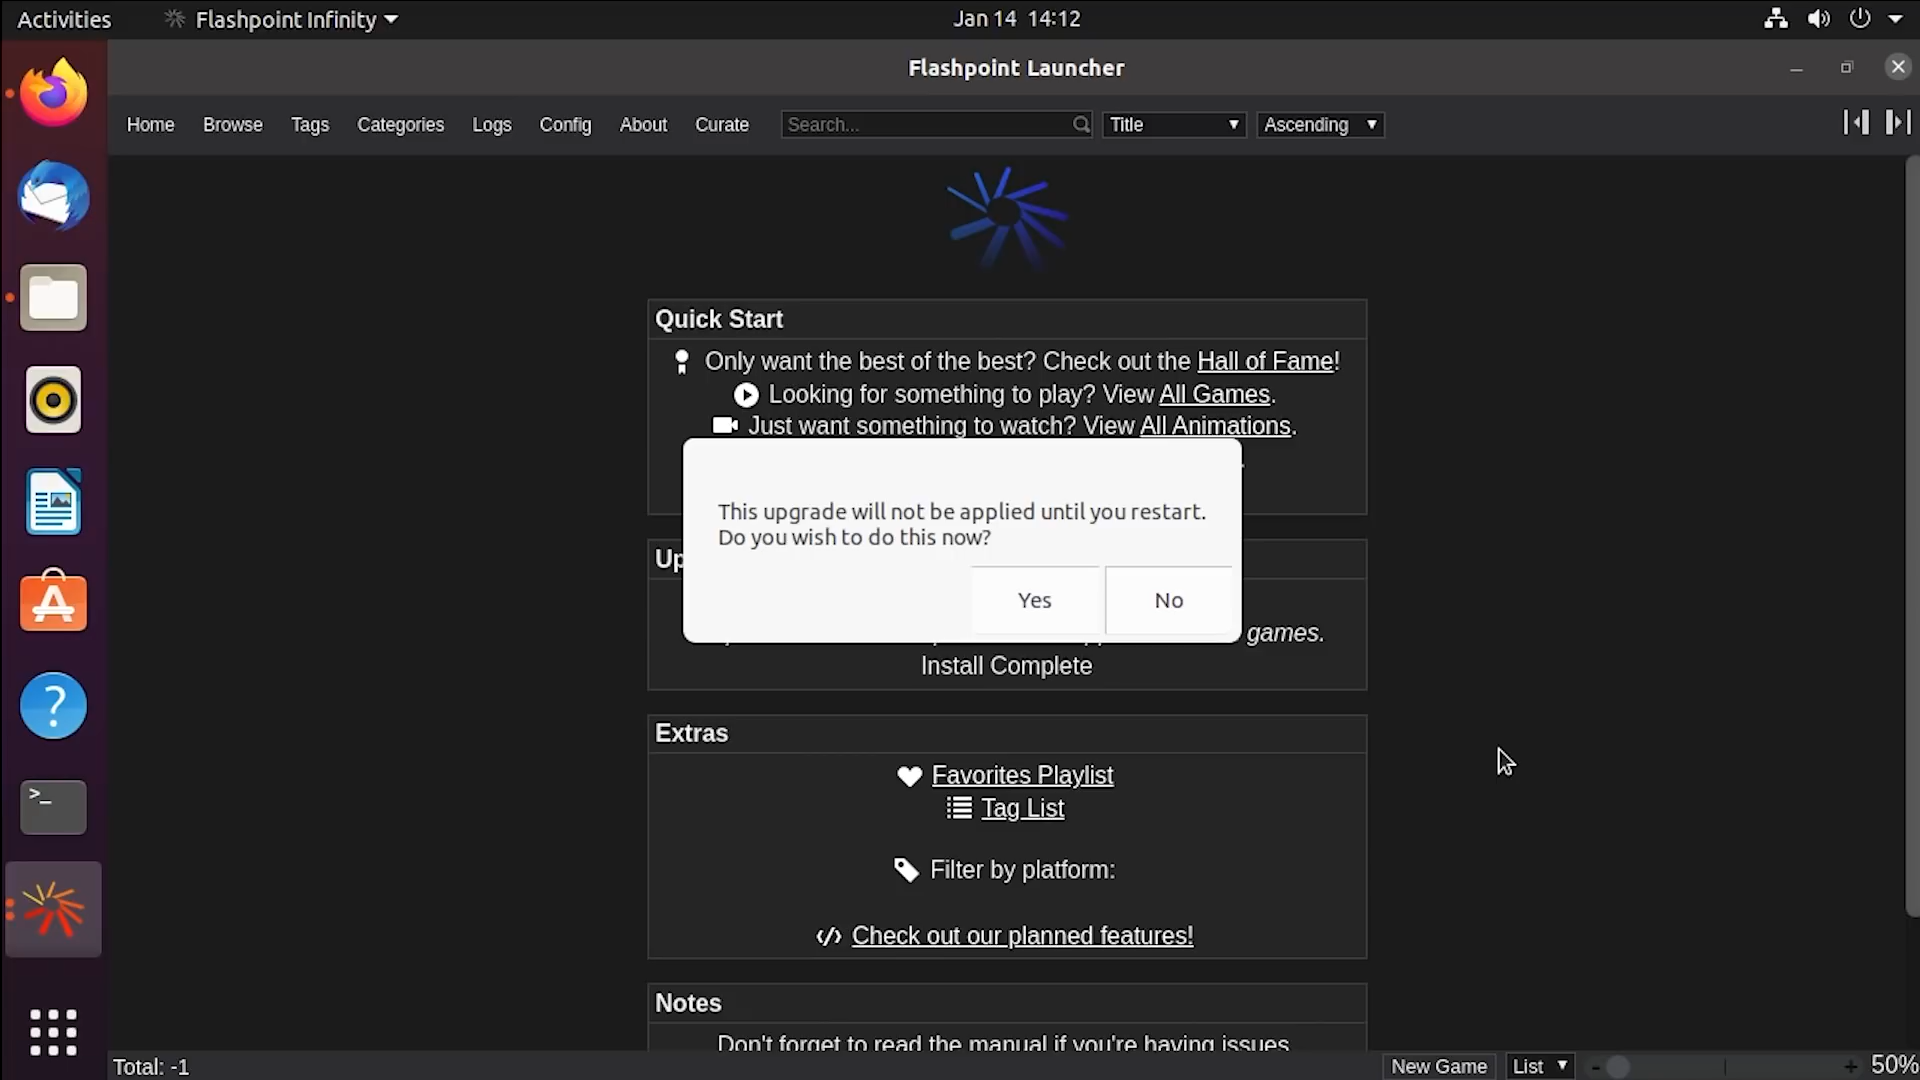 Activities
Flashpoint Infinity
Jan 14 14:12
Flashpoint Launcher
Home Browse Tags Categories Logs Config About Curate Search... Title Ascending
Quick Start
Only want the best of the best? Check out the Hall of Fame!
Looking for something to play? View All Games.
Just want something to watch? View All Animations.
This upgrade will not be applied until you restart.
Do you wish to do this now?
Yes No
Up
games.
Install Complete
Extras
Favorites Playlist
Tag List
Filter by platform:
</> Check out our planned features!
Notes
Don't forget to read the manual if you're having issues
Total: -1
New Game List - + 50%